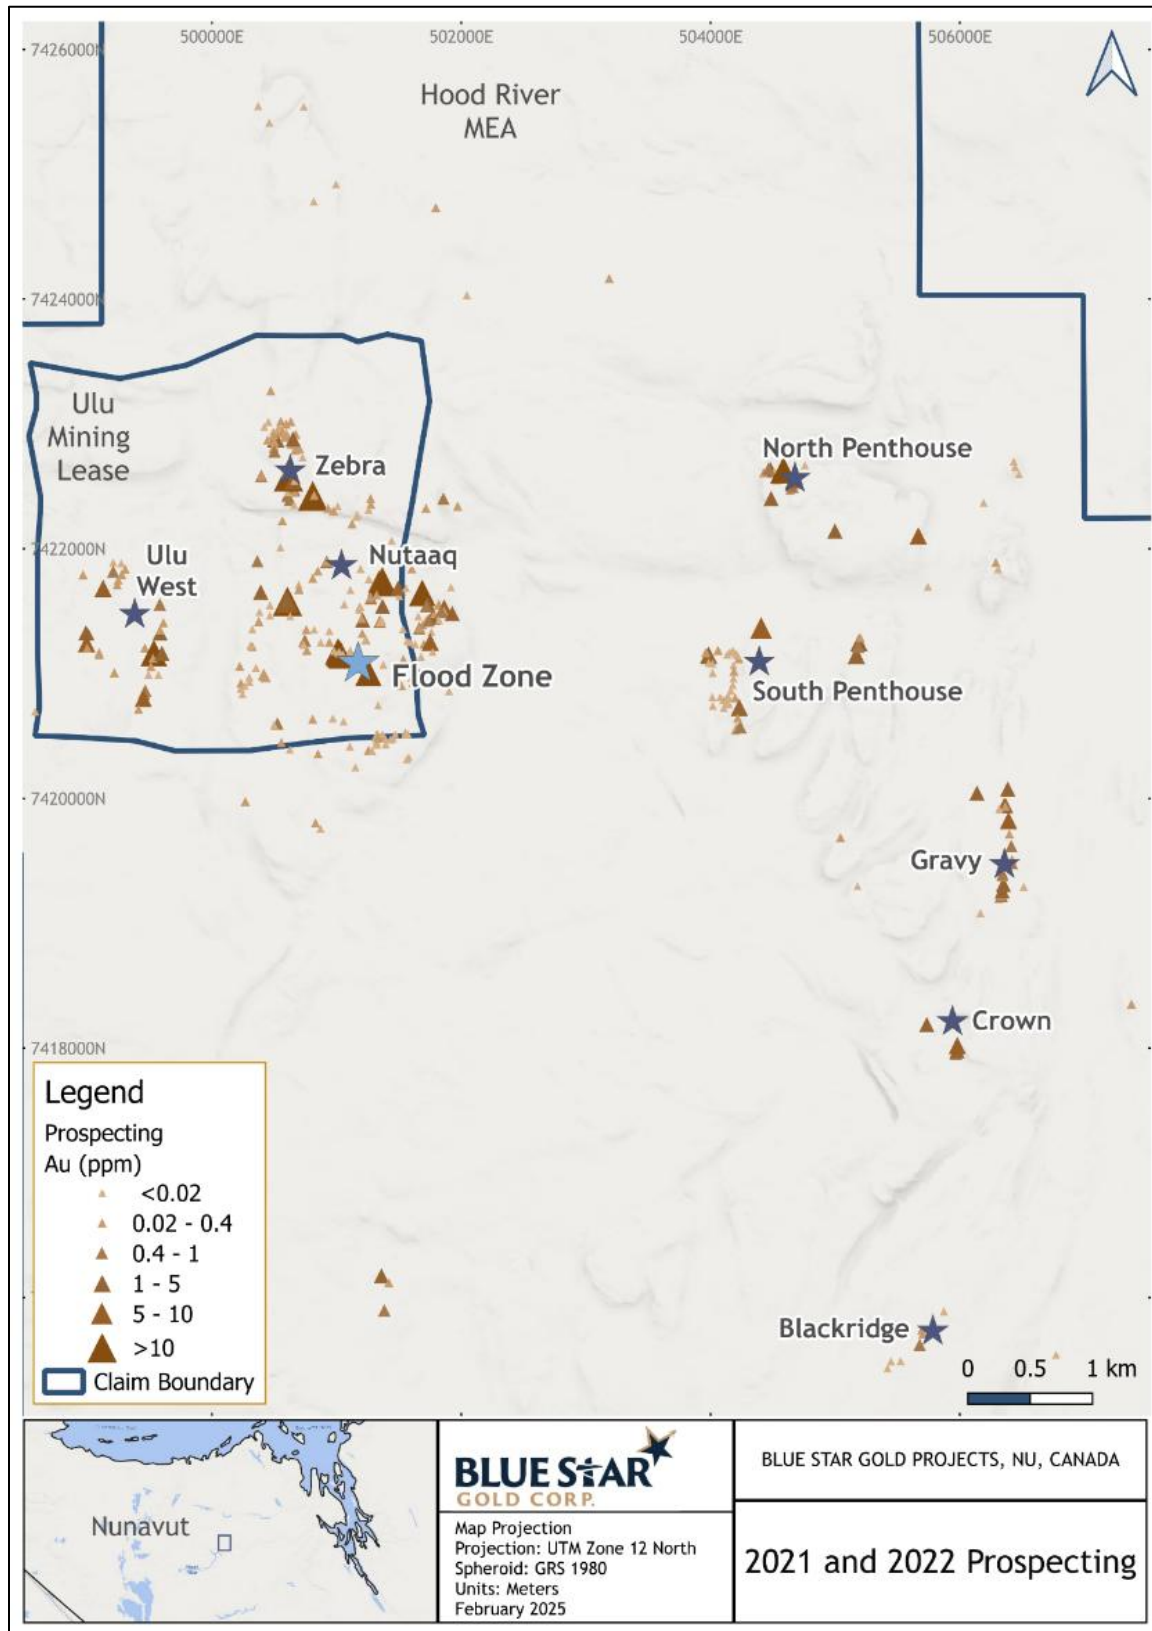 500000E
502000E
504000E
506000E
7426000N
Hood River
MEA
7424000N
Ulu
Mining
Lease
Zebra
North Penthouse
7422000N
Ulu
West
Nutaaq
Flood Zone
South Penthouse
7420000N
Gravy
Crown
7418000N
Legend
Prospecting
Au (ppm)
<0.02
0.02 - 0.4
0.4 - 1
1 - 5
5 - 10
>10
Claim Boundary
Blackridge
0 0.5 1 km
Nunavut
BLUE STAR
GOLD CORP.
Map Projection
Projection: UTM Zone 12 North
Spheroid: GRS 1980
Units: Meters
February 2025
BLUE STAR GOLD PROJECTS, NU, CANADA
2021 and 2022 Prospecting